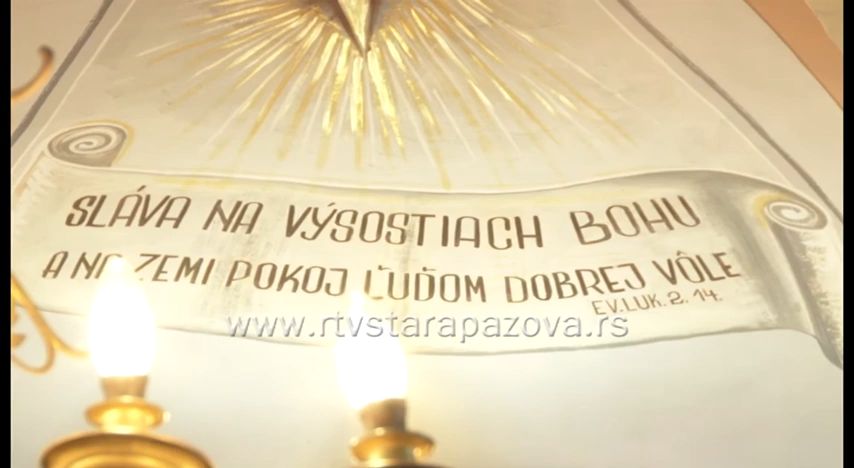 SLÁVA NA VÝSOSTIACH BOHU
A NA ZEMI POKOJ ĽUĎOM DOBREJ VÔLE
EV.LUK. 2. 14.
www.rtvstarapazova.rs